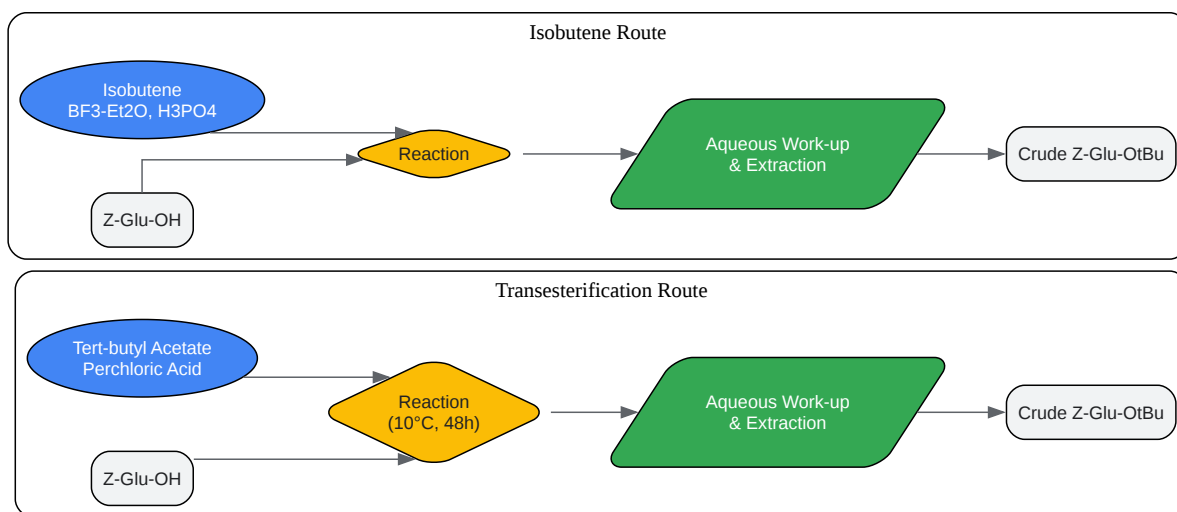 Isobutene Route
Isobutene
BF3-Et2O, H3PO4
Reaction
Z-Glu-OH
Aqueous Work-up
& Extraction
Crude Z-Glu-OtBu
Transesterification Route
Tert-butyl Acetate
Perchloric Acid
Reaction
(10°C, 48h)
Z-Glu-OH
Aqueous Work-up
& Extraction
Crude Z-Glu-OtBu